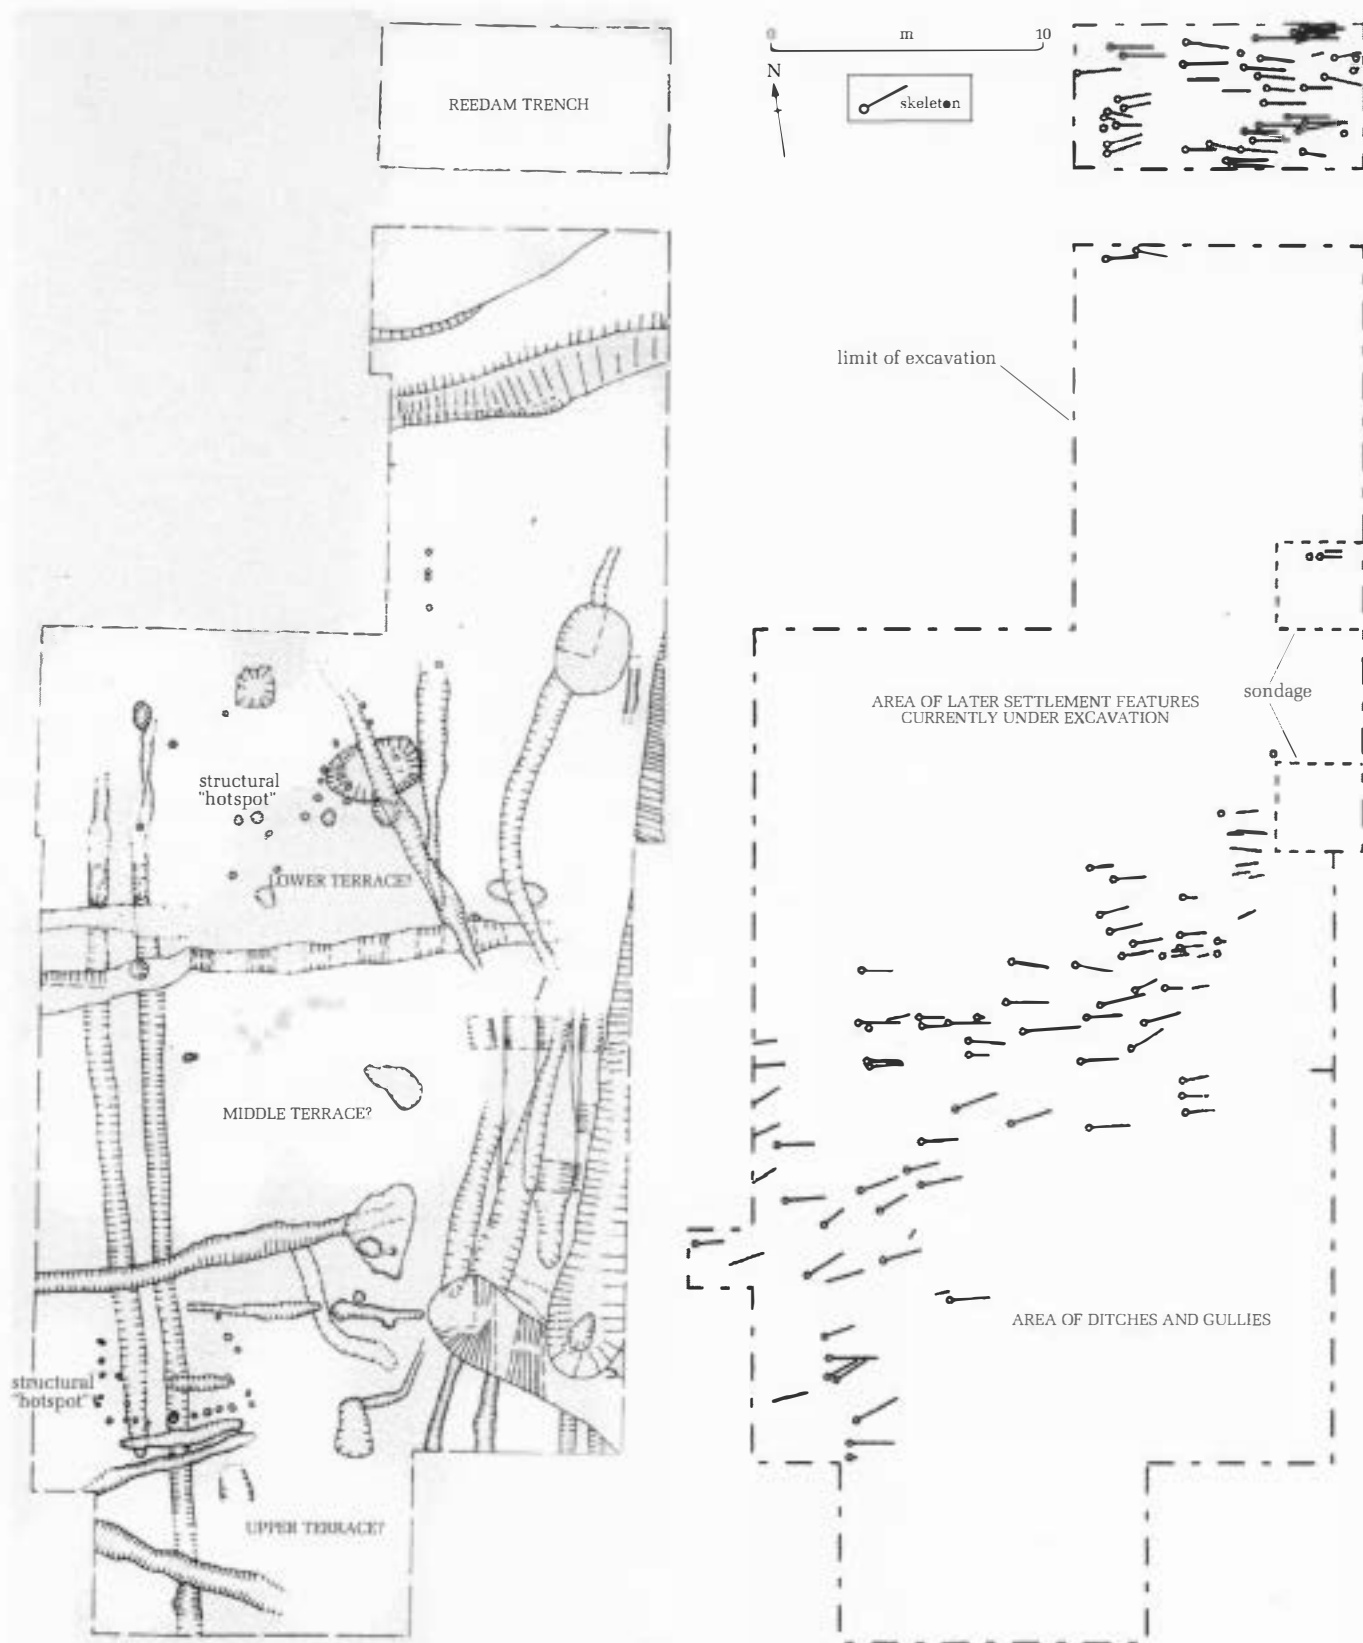 REEDAM TRENCH
0 m 10
N
skeleton
limit of excavation
AREA OF LATER SETTLEMENT FEATURES
CURRENTLY UNDER EXCAVATION
sondage
structural
"hotspot"
LOWER TERRACE?
MIDDLE TERRACE?
AREA OF DITCHES AND GULLIES
structural
"hotspot"
UPPER TERRACE?